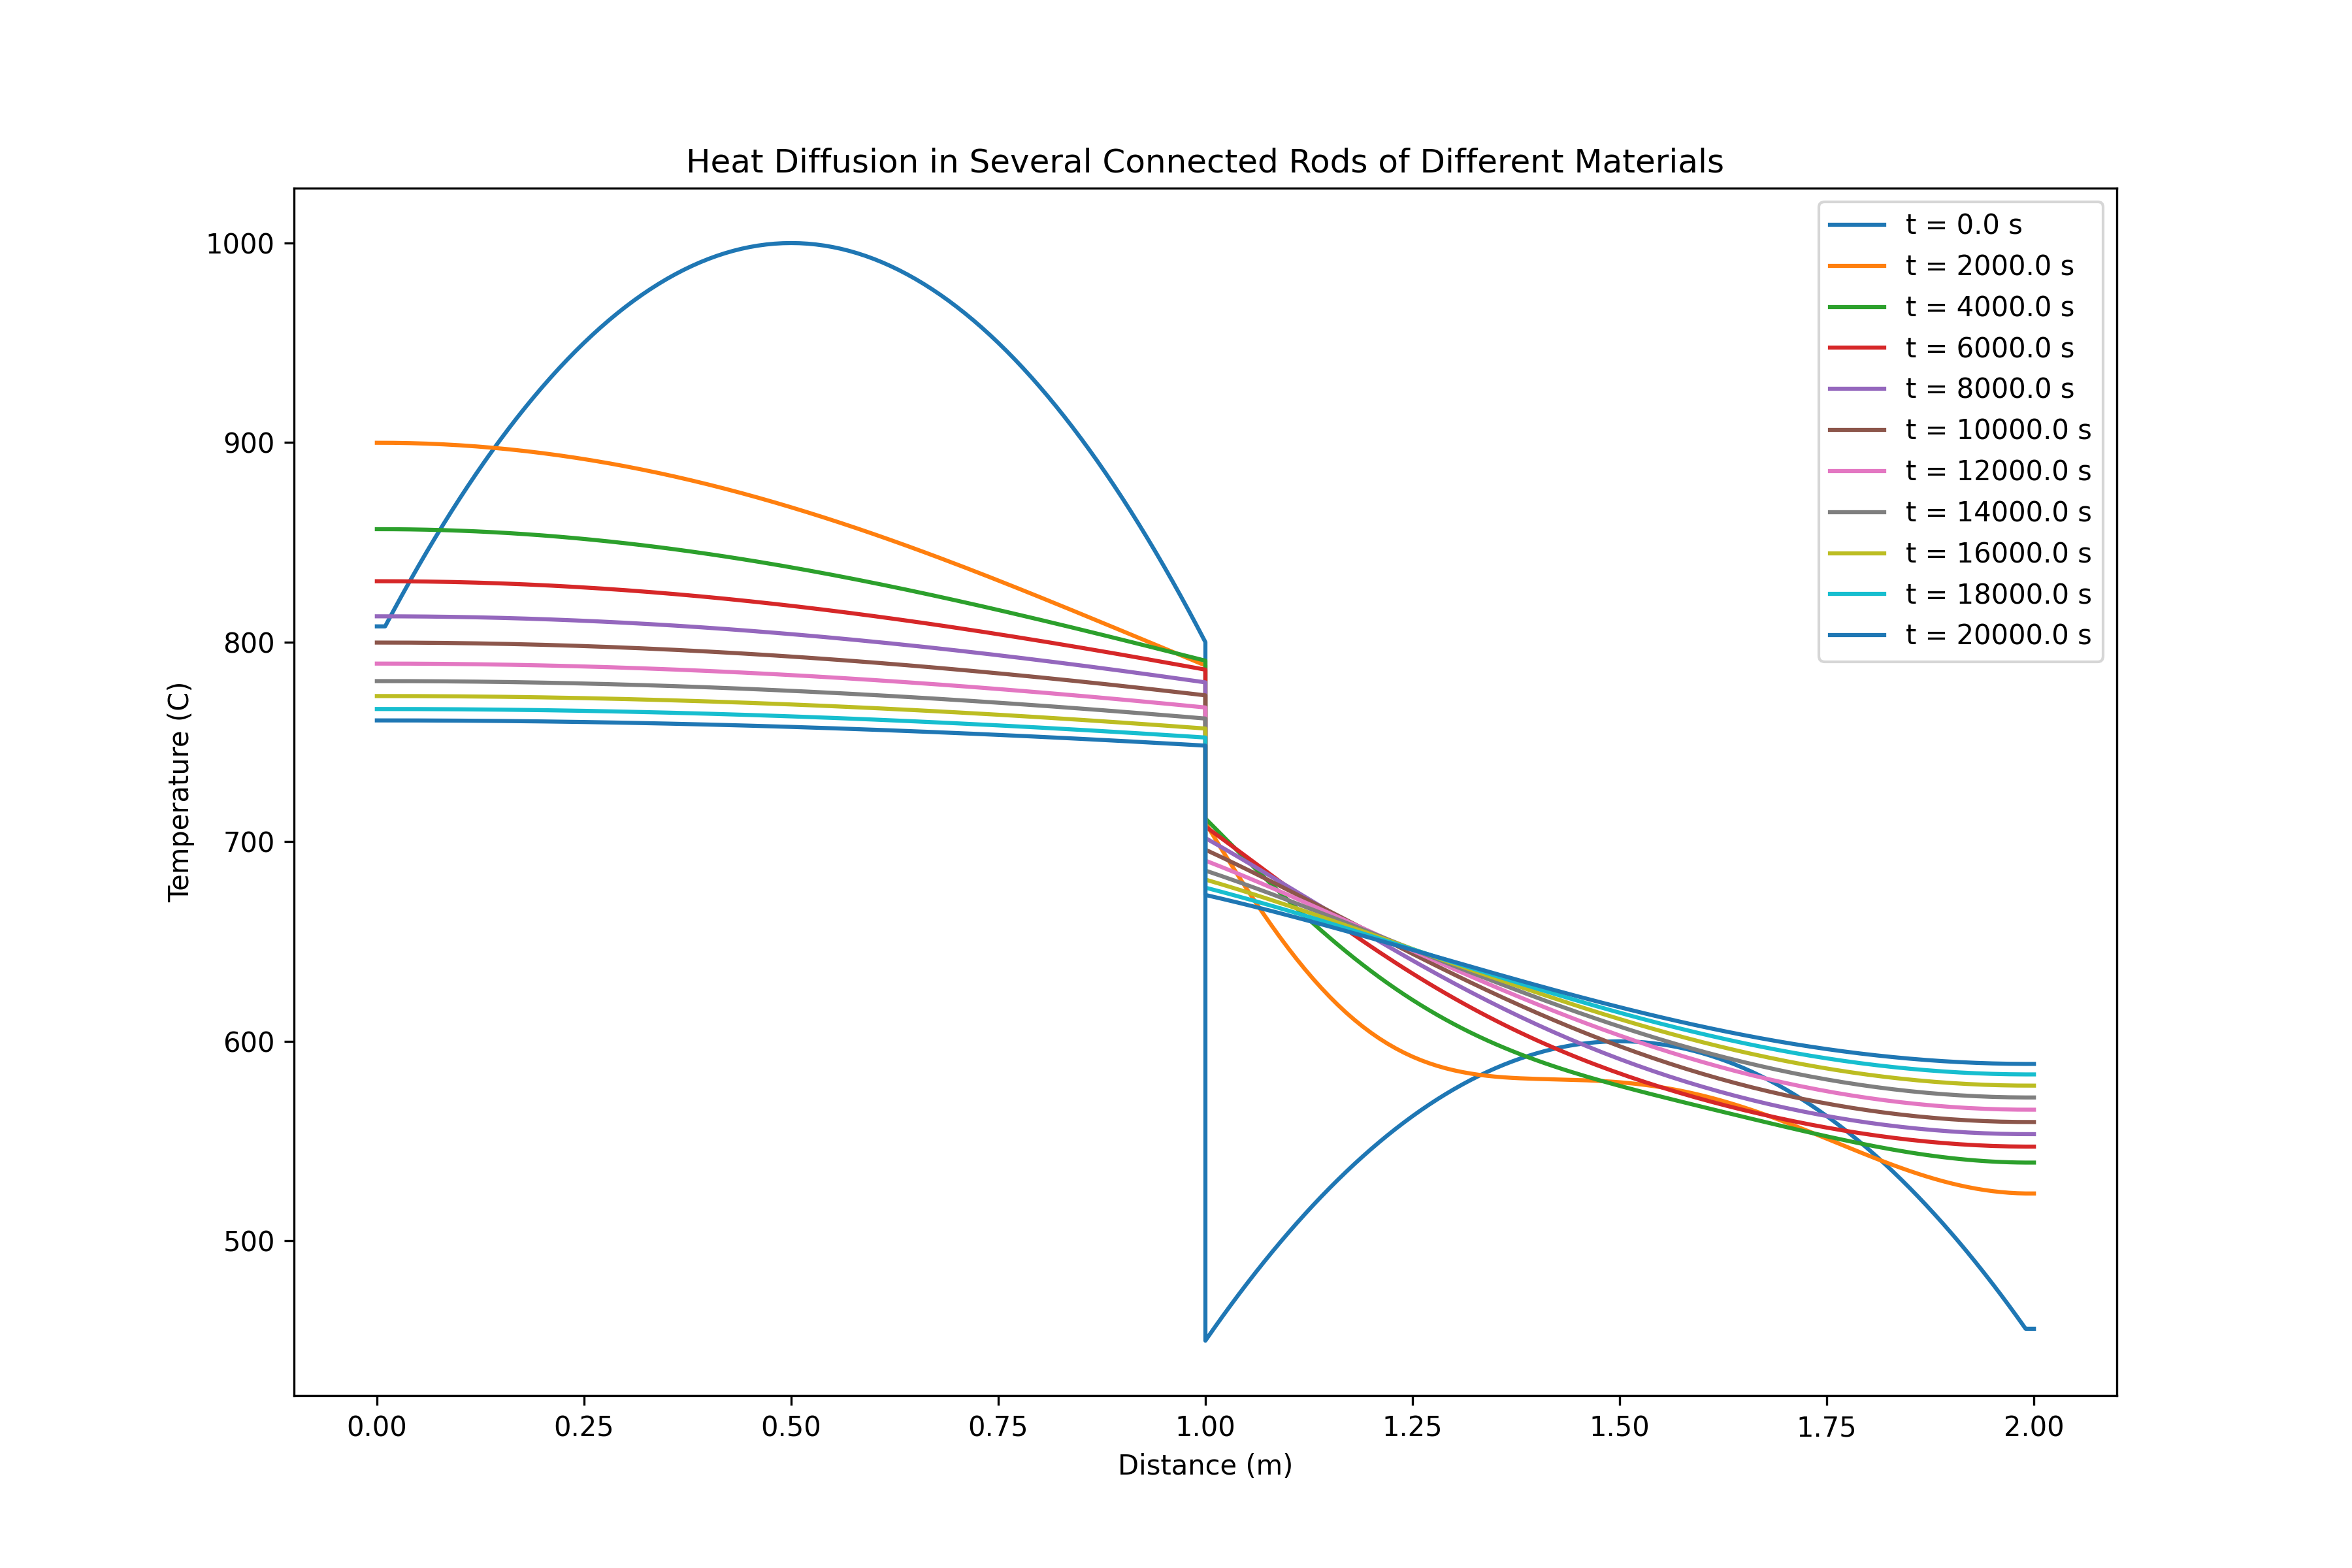 Heat Diffusion in Several Connected Rods of Different Materials
1000
900
800
700
600
500
Temperature (C)
t = 0.0 s
t = 2000.0 s
t = 4000.0 s
t = 6000.0 s
t = 8000.0 s
t = 10000.0 s
t = 12000.0 s
t = 14000.0 s
t = 16000.0 s
t = 18000.0 s
t = 20000.0 s
0.00 0.25 0.50 0.75 1.00 1.25 1.50 1.75 2.00
Distance (m)